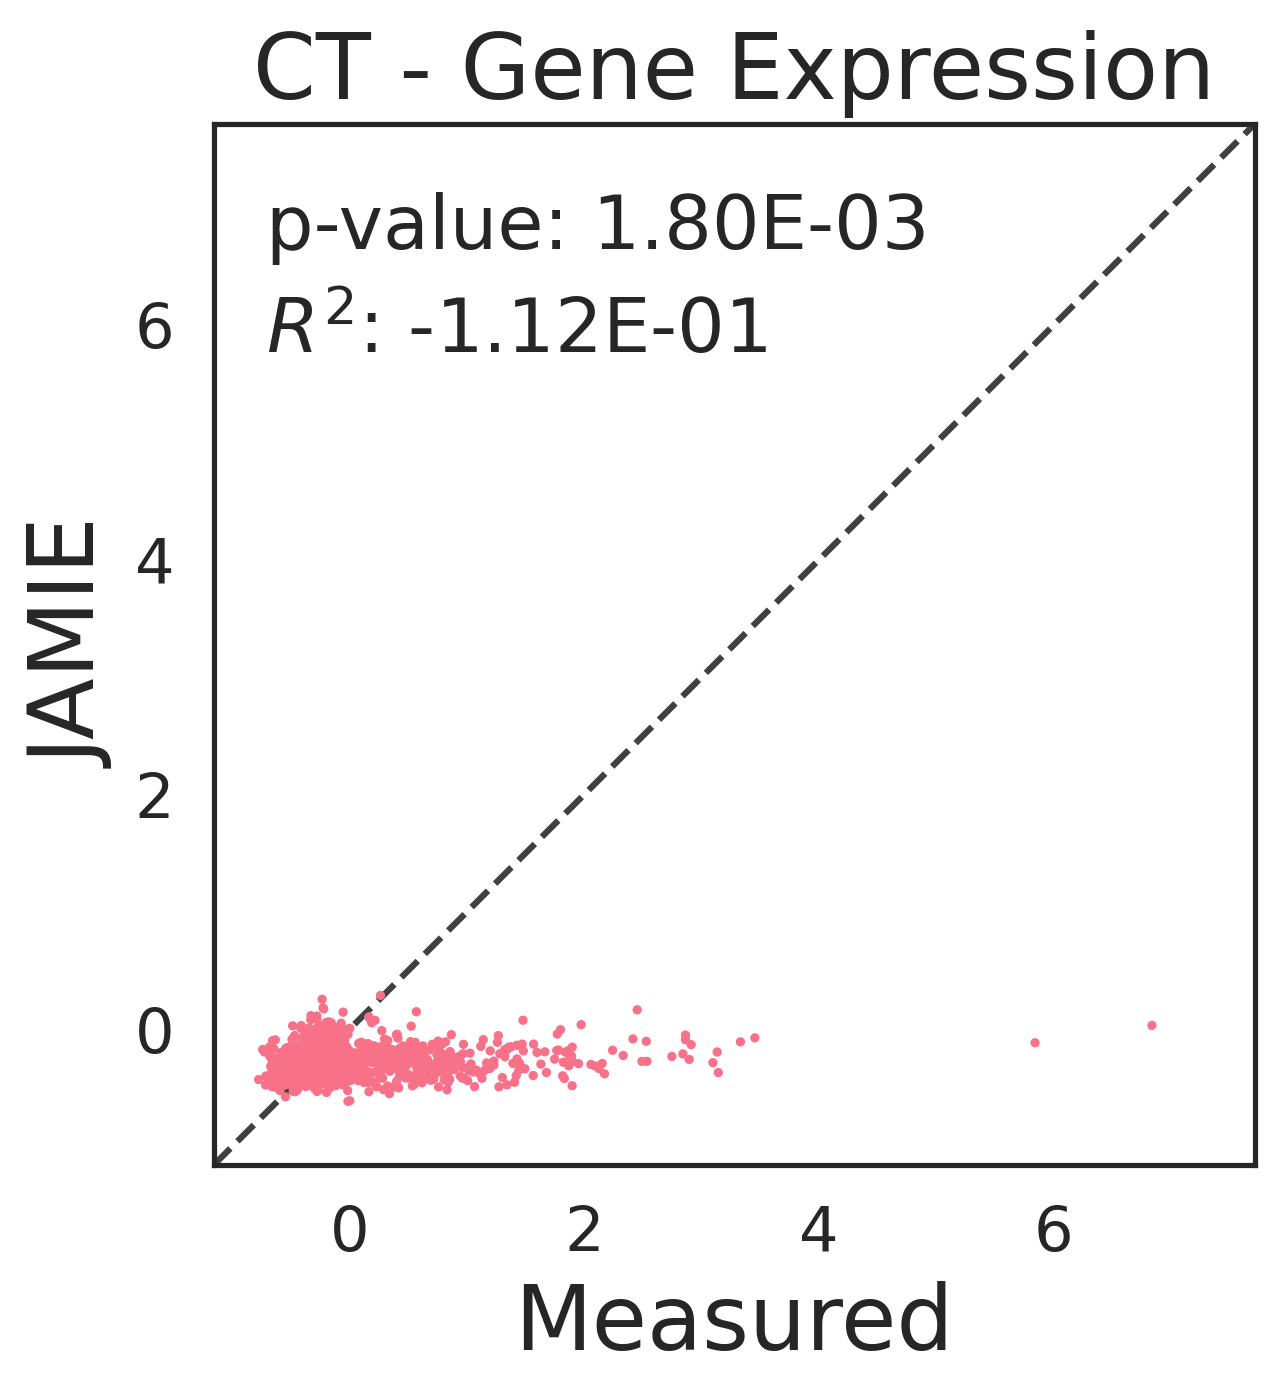 CT - Gene Expression
p-value: 1.80E-03
R²: -1.12E-01
6
4
2
0
JAMIE
0 2 4 6
Measured